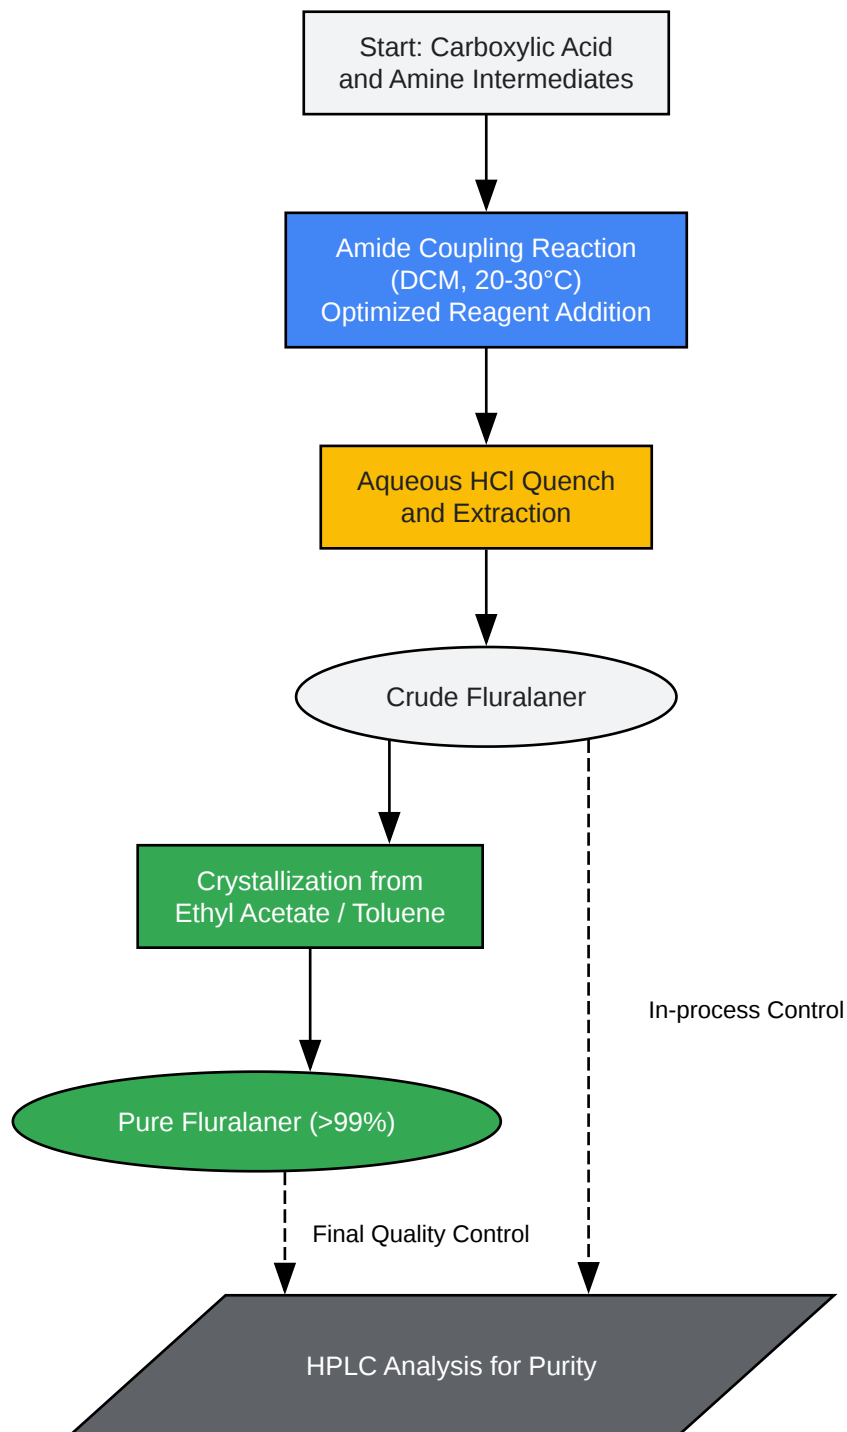 Start: Carboxylic Acid
and Amine Intermediates
Amide Coupling Reaction
(DCM, 20-30°C)
Optimized Reagent Addition
Aqueous HCl Quench
and Extraction
Crude Fluralaner
Crystallization from
Ethyl Acetate / Toluene
In-process Control
Pure Fluralaner (>99%)
Final Quality Control
HPLC Analysis for Purity